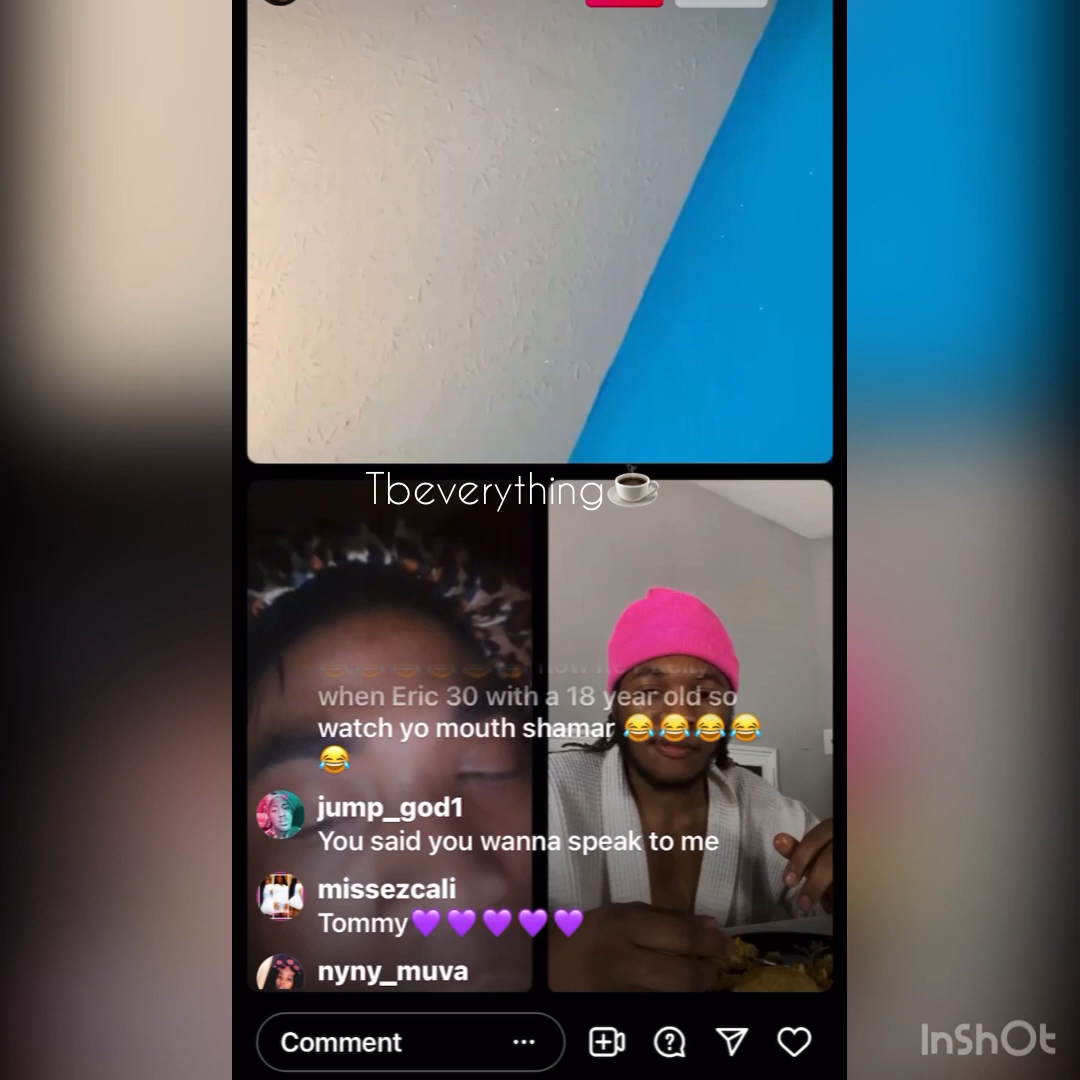 Tbeverything
when Eric 30 with a 18 year old so
watch yo mouth shamar 😂😂😂😂
😂
jump_god1
You said you wanna speak to me
missezcali
Tommy💜💜💜💜💜
nyny_muva
Comment
InShOt